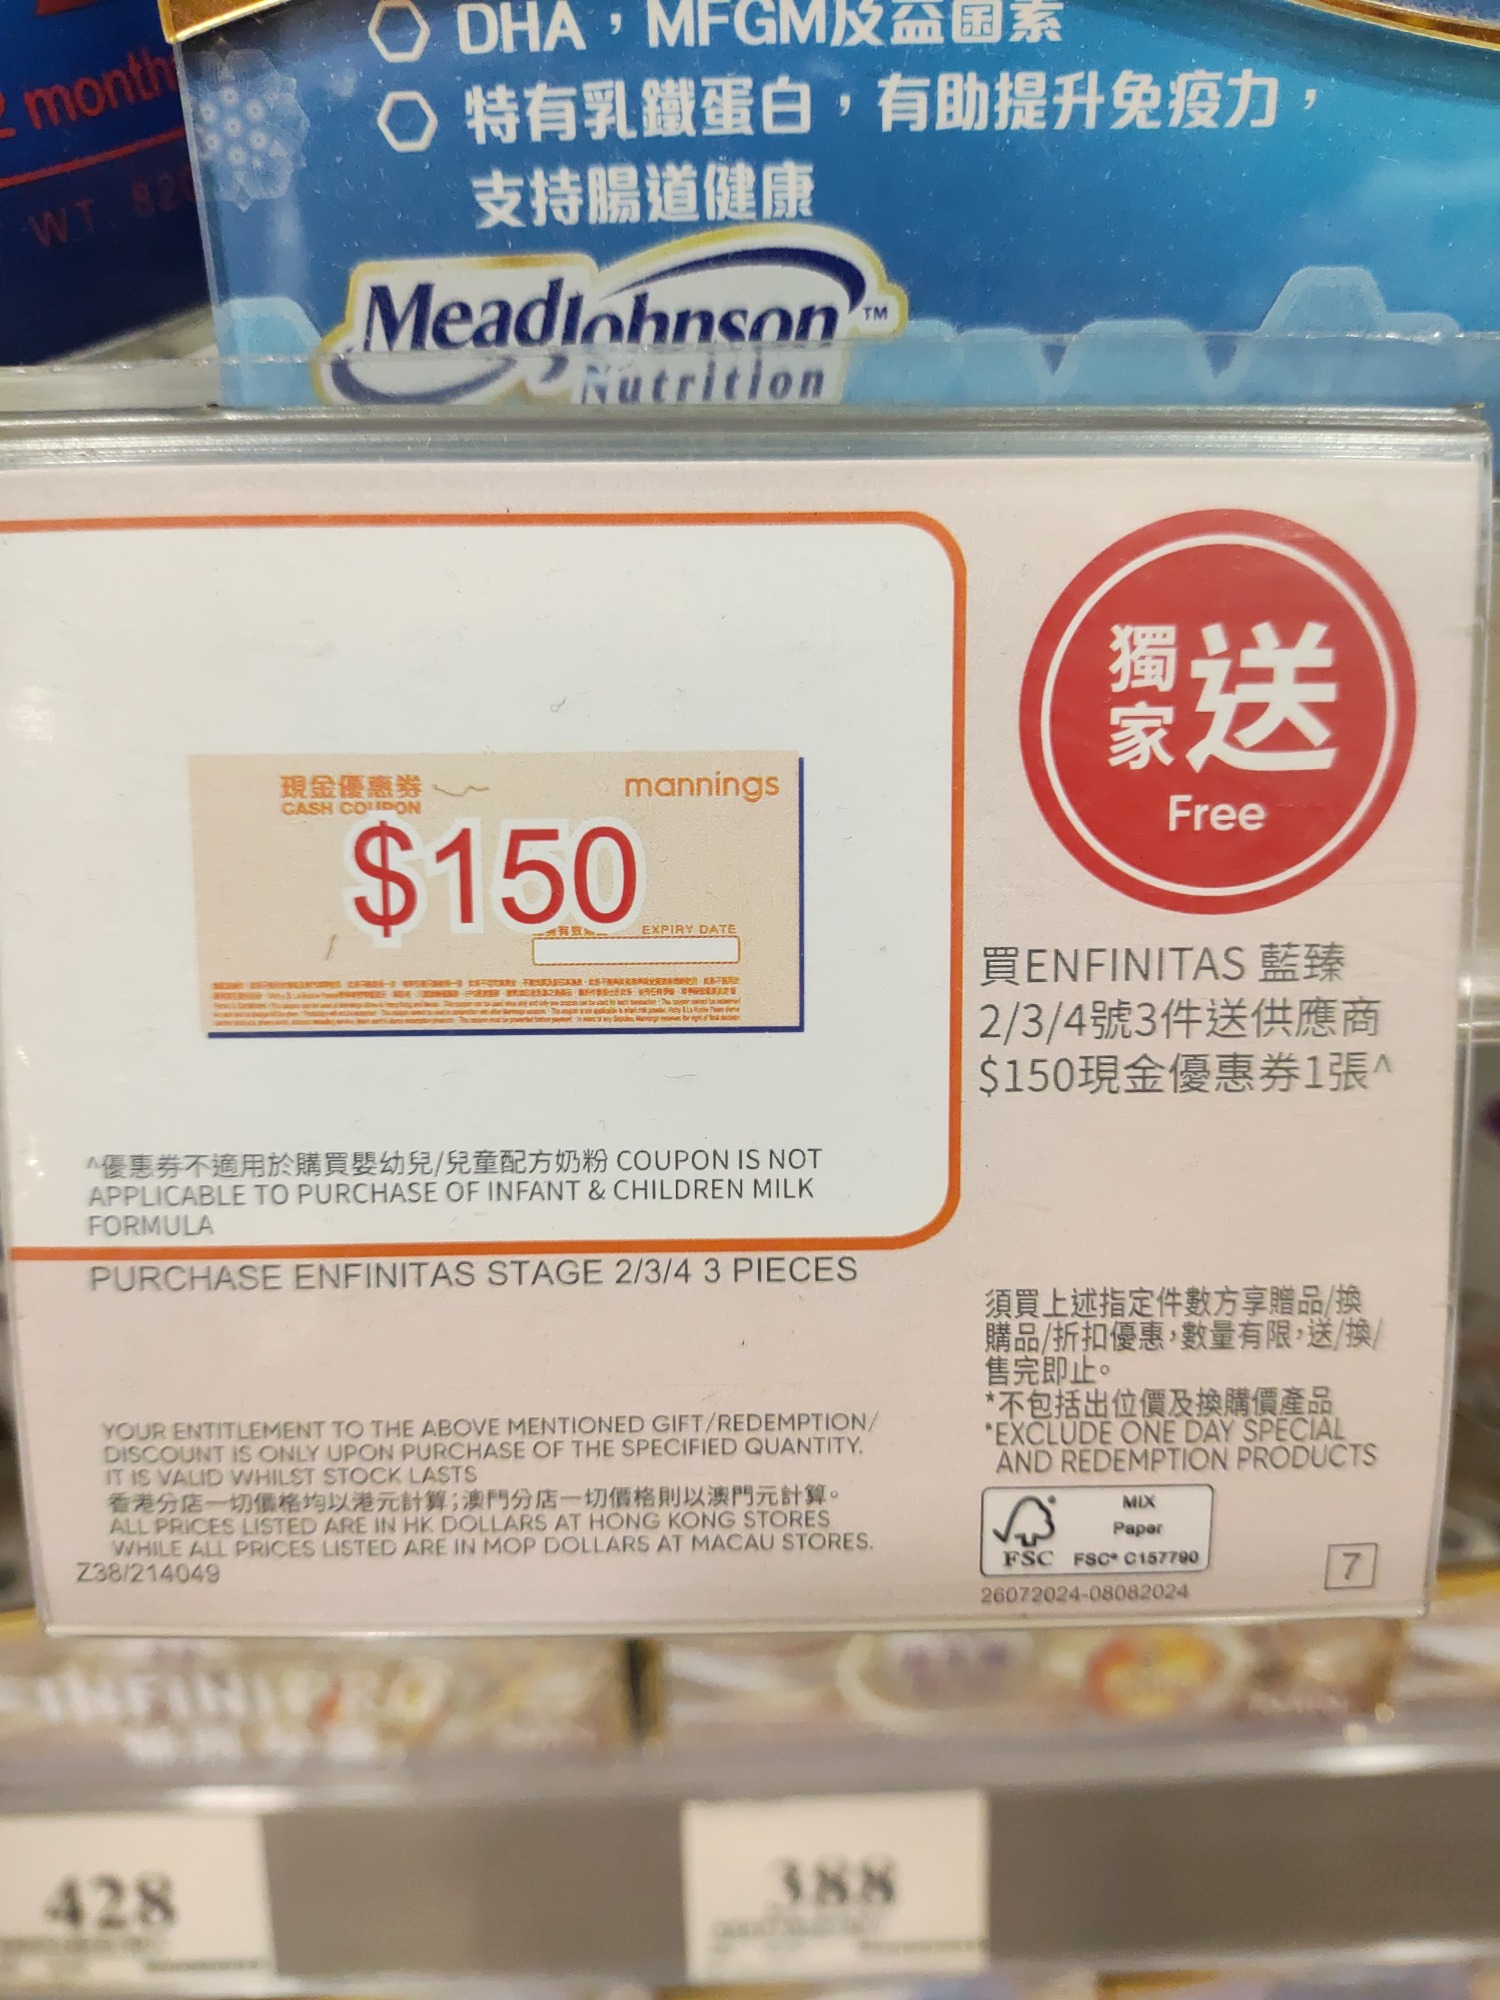 2 month
WT. 82
DHA，MFGM及益菌素
特有乳鐵蛋白，有助提升免疫力，
支持腸道健康
MeadJohnson™
Nutrition
現金優惠券
CASH COUPON
mannings
$150
EXPIRY DATE
獨家送
Free
買ENFINITAS 藍臻
2/3/4號3件送供應商
$150現金優惠券1張^
^優惠券不適用於購買嬰幼兒/兒童配方奶粉 COUPON IS NOT
APPLICABLE TO PURCHASE OF INFANT & CHILDREN MILK
FORMULA
PURCHASE ENFINITAS STAGE 2/3/4 3 PIECES
須買上述指定件數方享贈品/換
購品/折扣優惠，數量有限，送/換/
售完即止。
*不包括出位價及換購價產品
*EXCLUDE ONE DAY SPECIAL
AND REDEMPTION PRODUCTS
YOUR ENTITLEMENT TO THE ABOVE MENTIONED GIFT/REDEMPTION/
DISCOUNT IS ONLY UPON PURCHASE OF THE SPECIFIED QUANTITY.
IT IS VALID WHILST STOCK LASTS
香港分店一切價格均以港元計算；澳門分店一切價格則以澳門元計算。
ALL PRICES LISTED ARE IN HK DOLLARS AT HONG KONG STORES
WHILE ALL PRICES LISTED ARE IN MOP DOLLARS AT MACAU STORES.
Z38/214049
MIX
Paper
FSC FSC® C157790
26072024-08082024
7
428
388